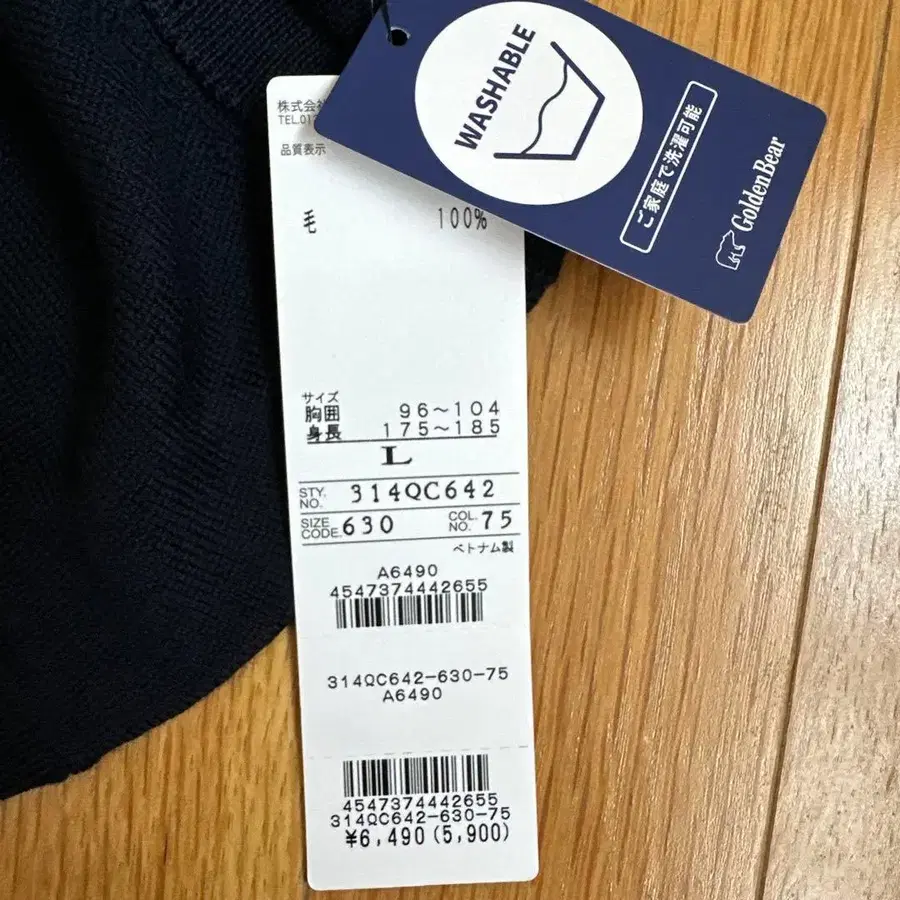 WASHABLE
ご家庭で洗濯可能
GoldenBear
株式会社
TEL.01
品質表示
毛 100%
サイズ
胸囲 96～104
身長 175～185
L
STY. NO. 314QC642
SIZE CODE. 630 COL. NO. 75
ベトナム製
A6490
4547374442655
314QC642-630-75
A6490
4547374442655
314QC642-630-75
¥6,490(5,900)